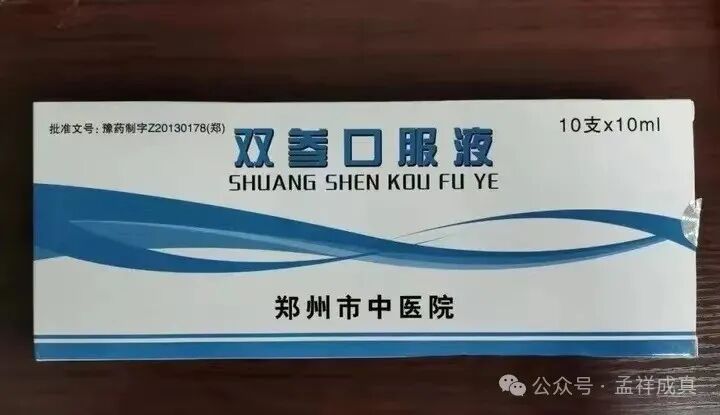 批准文号：豫药制字Z20130178(郑)
双参口服液
10支x10ml
SHUANG SHEN KOU FU YE
郑州市中医院
公众号·孟祥成真